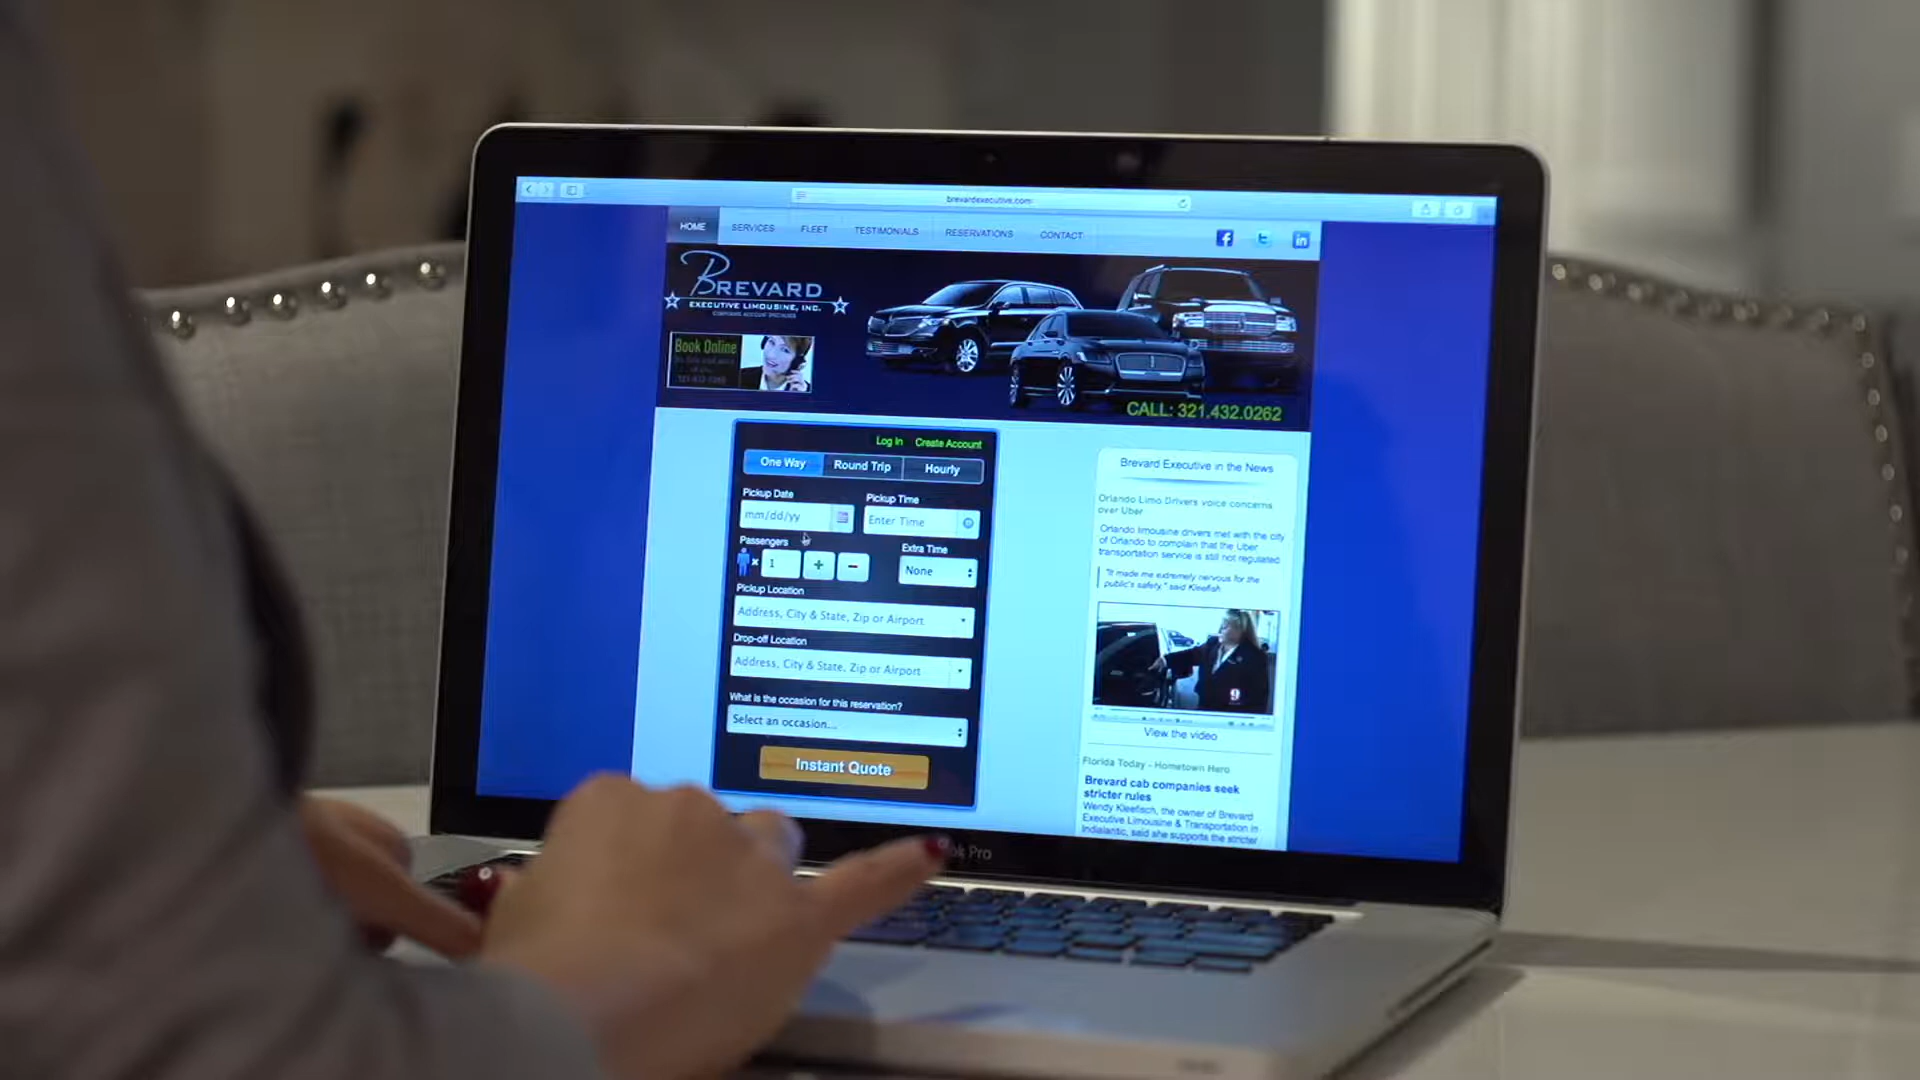 brevardexecutive.com
HOME SERVICES FLEET TESTIMONIALS RESERVATIONS CONTACT
BREVARD
EXECUTIVE LIMOUSINE, INC.
CORPORATE ACCOUNT SPECIALISTS
Book Online
CALL: 321.432.0262
Log In Create Account
One Way Round Trip Hourly
Pickup Date Pickup Time
mm/dd/yy Enter Time
Passengers Extra Time
x 1 + - None
Pickup Location
Address, City & State, Zip or Airport
Drop-off Location
Address, City & State, Zip or Airport
What is the occasion for this reservation?
Select an occasion...
Instant Quote
Brevard Executive in the News
Orlando Limo Drivers voice concerns
over Uber
Orlando limousine drivers met with the city
of Orlando to complain that the Uber
transportation service is still not regulated
"It made me extremely nervous for the
public's safety," said Kleefish
9
View the video
Florida Today - Hometown Hero
Brevard cab companies seek
stricter rules
Wendy Kleefisch, the owner of Brevard
Executive Limousine & Transportation in
Indialantic, said she supports the stricter
ok Pro